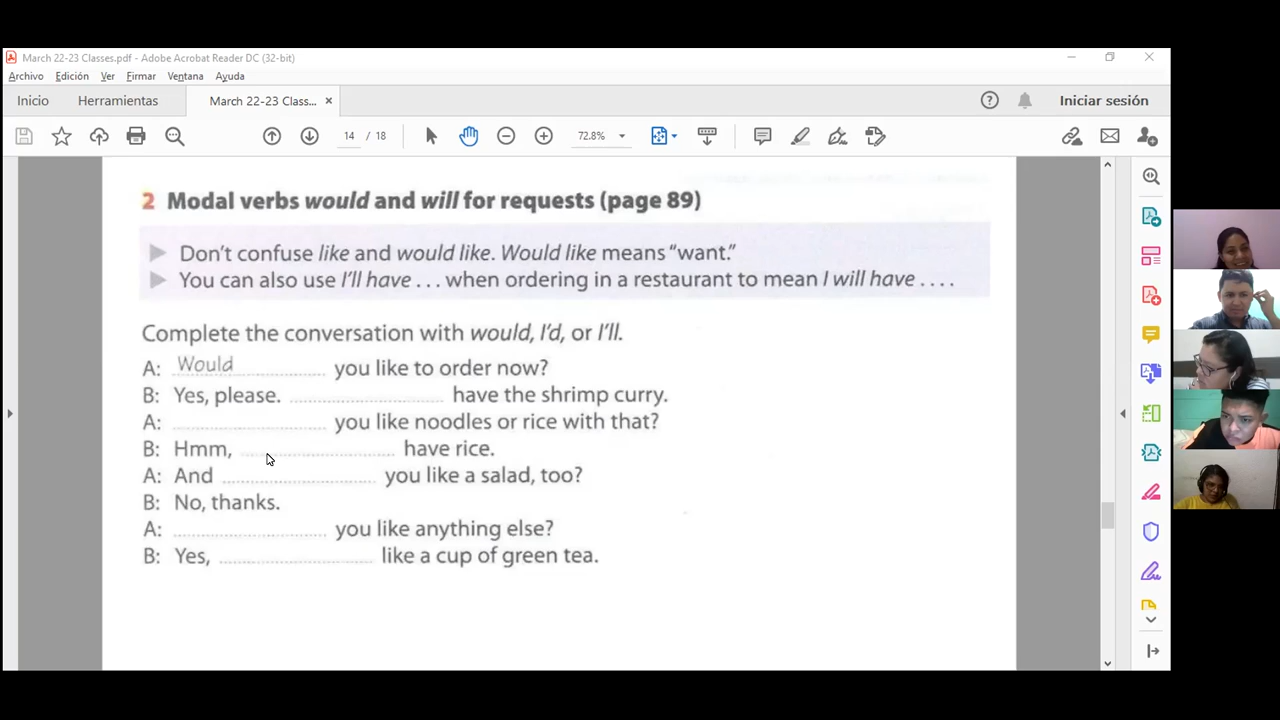 March 22-23 Classes.pdf - Adobe Acrobat Reader DC (32-bit)
Archivo Edición Ver Firmar Ventana Ayuda
Inicio Herramientas March 22-23 Class... × Iniciar sesión
14 / 18 72.8%
2 Modal verbs would and will for requests (page 89)
Don't confuse like and would like. Would like means "want."
You can also use I'll have . . . when ordering in a restaurant to mean I will have . . . .
Complete the conversation with would, I'd, or I'll.
A: Would you like to order now?
B: Yes, please. .................... have the shrimp curry.
A: .................... you like noodles or rice with that?
B: Hmm, .................... have rice.
A: And .................... you like a salad, too?
B: No, thanks.
A: .................... you like anything else?
B: Yes, .................... like a cup of green tea.